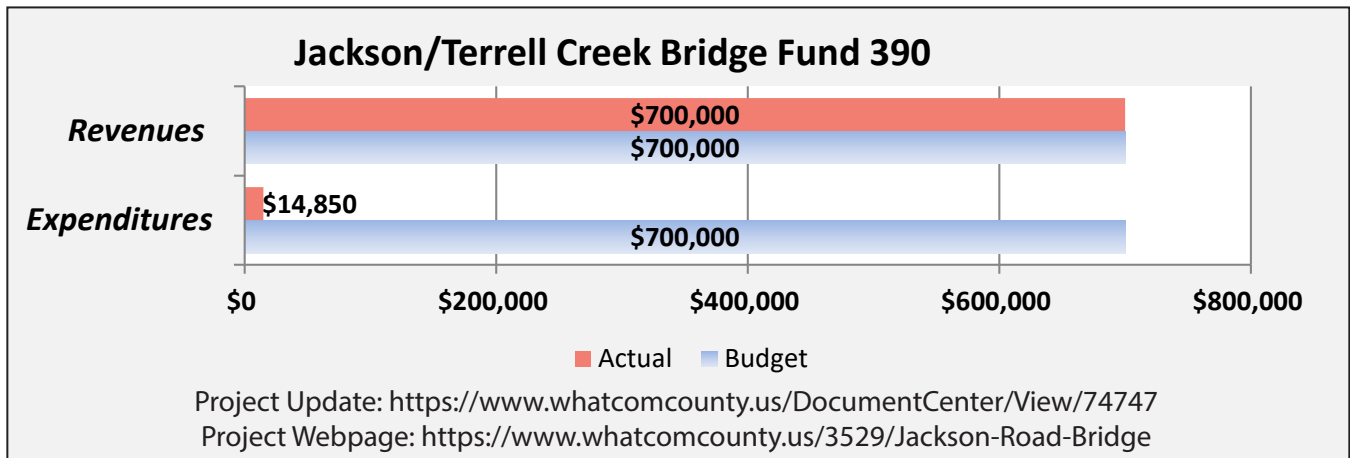 Jackson/Terrell Creek Bridge Fund 390
Revenues
$700,000
$700,000
Expenditures
$14,850
$700,000
$0 $200,000 $400,000 $600,000 $800,000
Actual Budget
Project Update: https://www.whatcomcounty.us/DocumentCenter/View/74747
Project Webpage: https://www.whatcomcounty.us/3529/Jackson-Road-Bridge